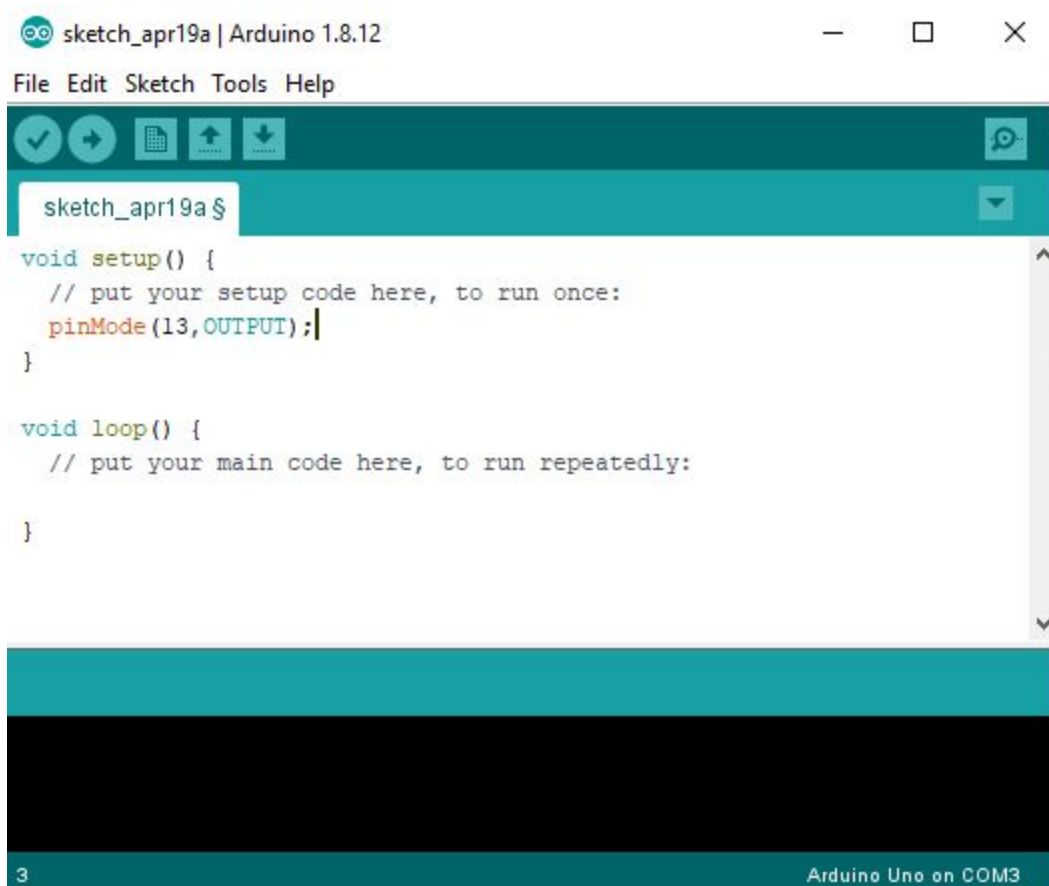 sketch_apr19a | Arduino 1.8.12
File Edit Sketch Tools Help
sketch_apr19a §
void setup() {
  // put your setup code here, to run once:
  pinMode(13,OUTPUT);
}
void loop() {
  // put your main code here, to run repeatedly:
}
3 Arduino Uno on COM3